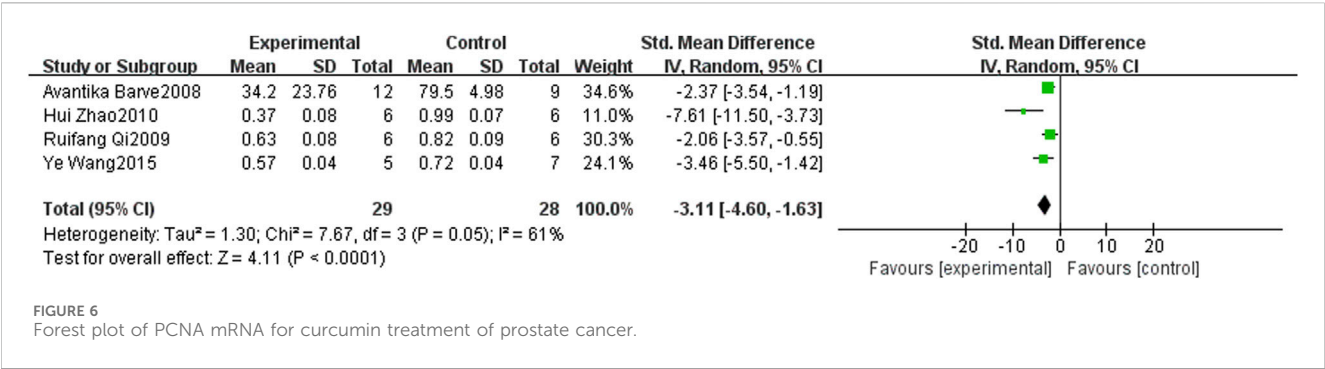 Experimental Control Std. Mean Difference Std. Mean Difference
Study or Subgroup Mean SD Total Mean SD Total Weight IV, Random, 95% CI IV, Random, 95% CI
Avantika Barve2008 34.2 23.76 12 79.5 4.98 9 34.6% -2.37 [-3.54, -1.19]
Hui Zhao2010 0.37 0.08 6 0.99 0.07 6 11.0% -7.61 [-11.50, -3.73]
Ruifang Qi2009 0.63 0.08 6 0.82 0.09 6 30.3% -2.06 [-3.57, -0.55]
Ye Wang2015 0.57 0.04 5 0.72 0.04 7 24.1% -3.46 [-5.50, -1.42]
Total (95% CI) 29 28 100.0% -3.11 [-4.60, -1.63]
Heterogeneity: Tau² = 1.30; Chi² = 7.67, df = 3 (P = 0.05); I² = 61%
Test for overall effect: Z = 4.11 (P < 0.0001)
-20 -10 0 10 20
Favours [experimental] Favours [control]
FIGURE 6
Forest plot of PCNA mRNA for curcumin treatment of prostate cancer.